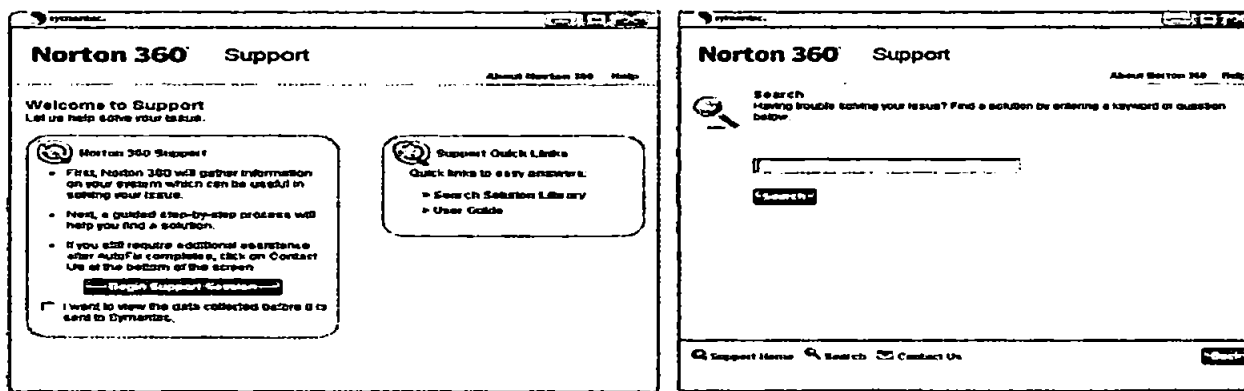 symantec.
Norton 360 Support
About Norton 360 Help
Welcome to Support
Let us help solve your issue.
Norton 360 Support
• First, Norton 360 will gather information
on your system which can be useful in
solving your issue.
• Next, a guided step-by-step process will
help you find a solution.
• If you still require additional assistance
after AutoFix completes, click on Contact
Us at the bottom of the screen
Begin Support Session
I want to view the data collected before it is
sent to Symantec.
Support Quick Links
Quick links to easy answers.
» Search Solution Library
» User Guide
symantec.
Norton 360 Support
About Norton 360 Help
Search
Having trouble solving your issue? Find a solution by entering a keyword or question
below.
Search
Support Home Search Contact Us